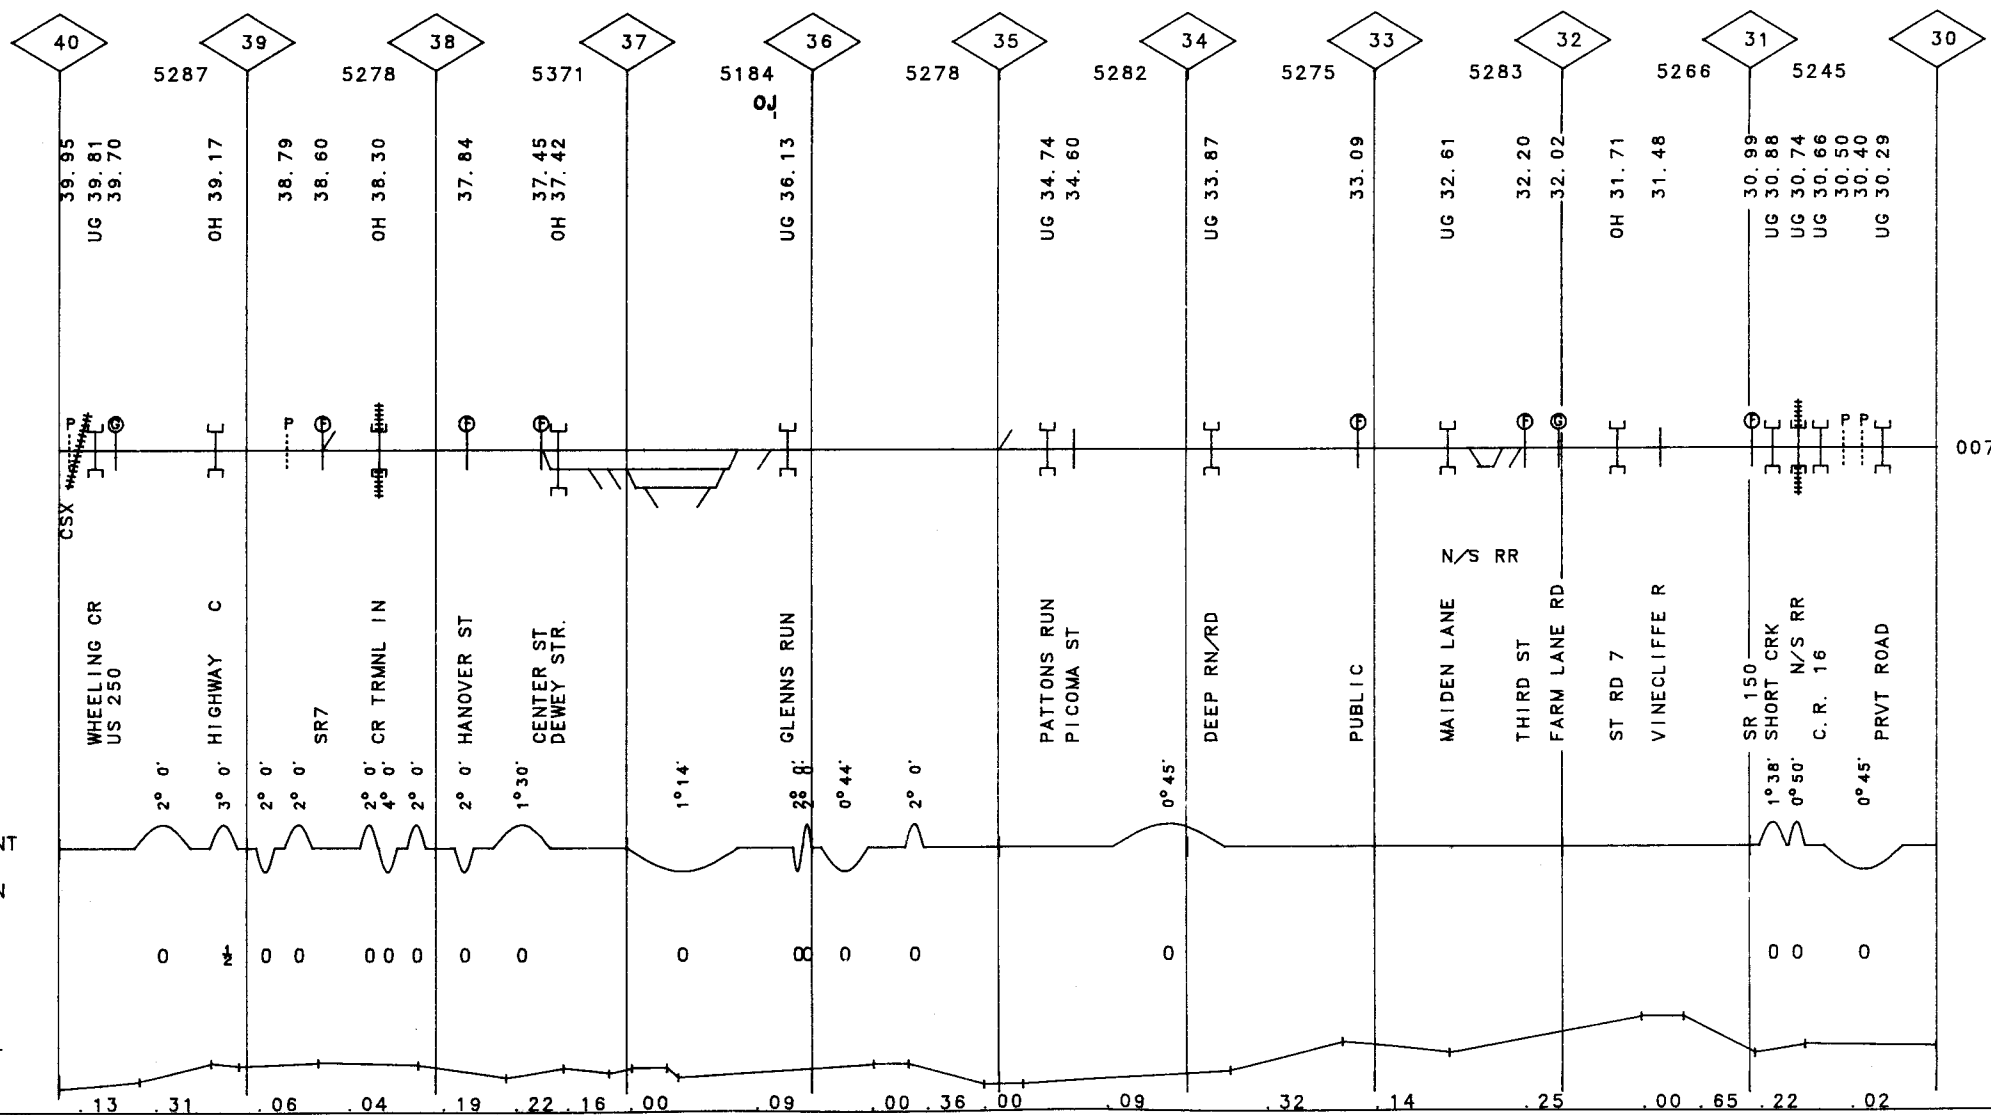 40 39 38 37 36 35 34 33 32 31 30
5287 5278 5371 5184 5278 5282 5275 5283 5266 5245
OJ
39.95
UG 39.81
39.70
OH 39.17
38.79
38.60
OH 38.30
37.84
37.45
OH 37.42
UG 36.13
UG 34.74
34.60
UG 33.87
33.09
UG 32.61
32.20
32.02
OH 31.71
31.48
30.99
UG 30.88
UG 30.74
UG 30.66
30.50
30.40
UG 30.29
P G P F F F F F G F P P
007
CSX
N/S RR
WHEELING CR
US 250
HIGHWAY C
SR7
CR TRMNL IN
HANOVER ST
CENTER ST
DEWEY STR.
GLENNS RUN
PATTONS RUN
PICOMA ST
DEEP RN/RD
PUBLIC
MAIDEN LANE
THIRD ST
FARM LANE RD
ST RD 7
VINECLIFFE R
SR 150
SHORT CRK
N/S RR
C.R. 16
PRVT ROAD
2° 0'
3° 0'
2° 0'
2° 0'
2° 0'
4° 0'
2° 0'
2° 0'
1°30'
1°14'
2° 0'
0°44'
2° 0'
0°45'
1°38'
0°50'
0°45'
NT
N
0 ½ 0 0 0 0 0 0 0 0 0 0 0 0 0 0 0 0
.13 .31 .06 .04 .19 .22 .16 .00 .09 .00 .36 .00 .09 .32 .14 .25 .00 .65 .22 .02